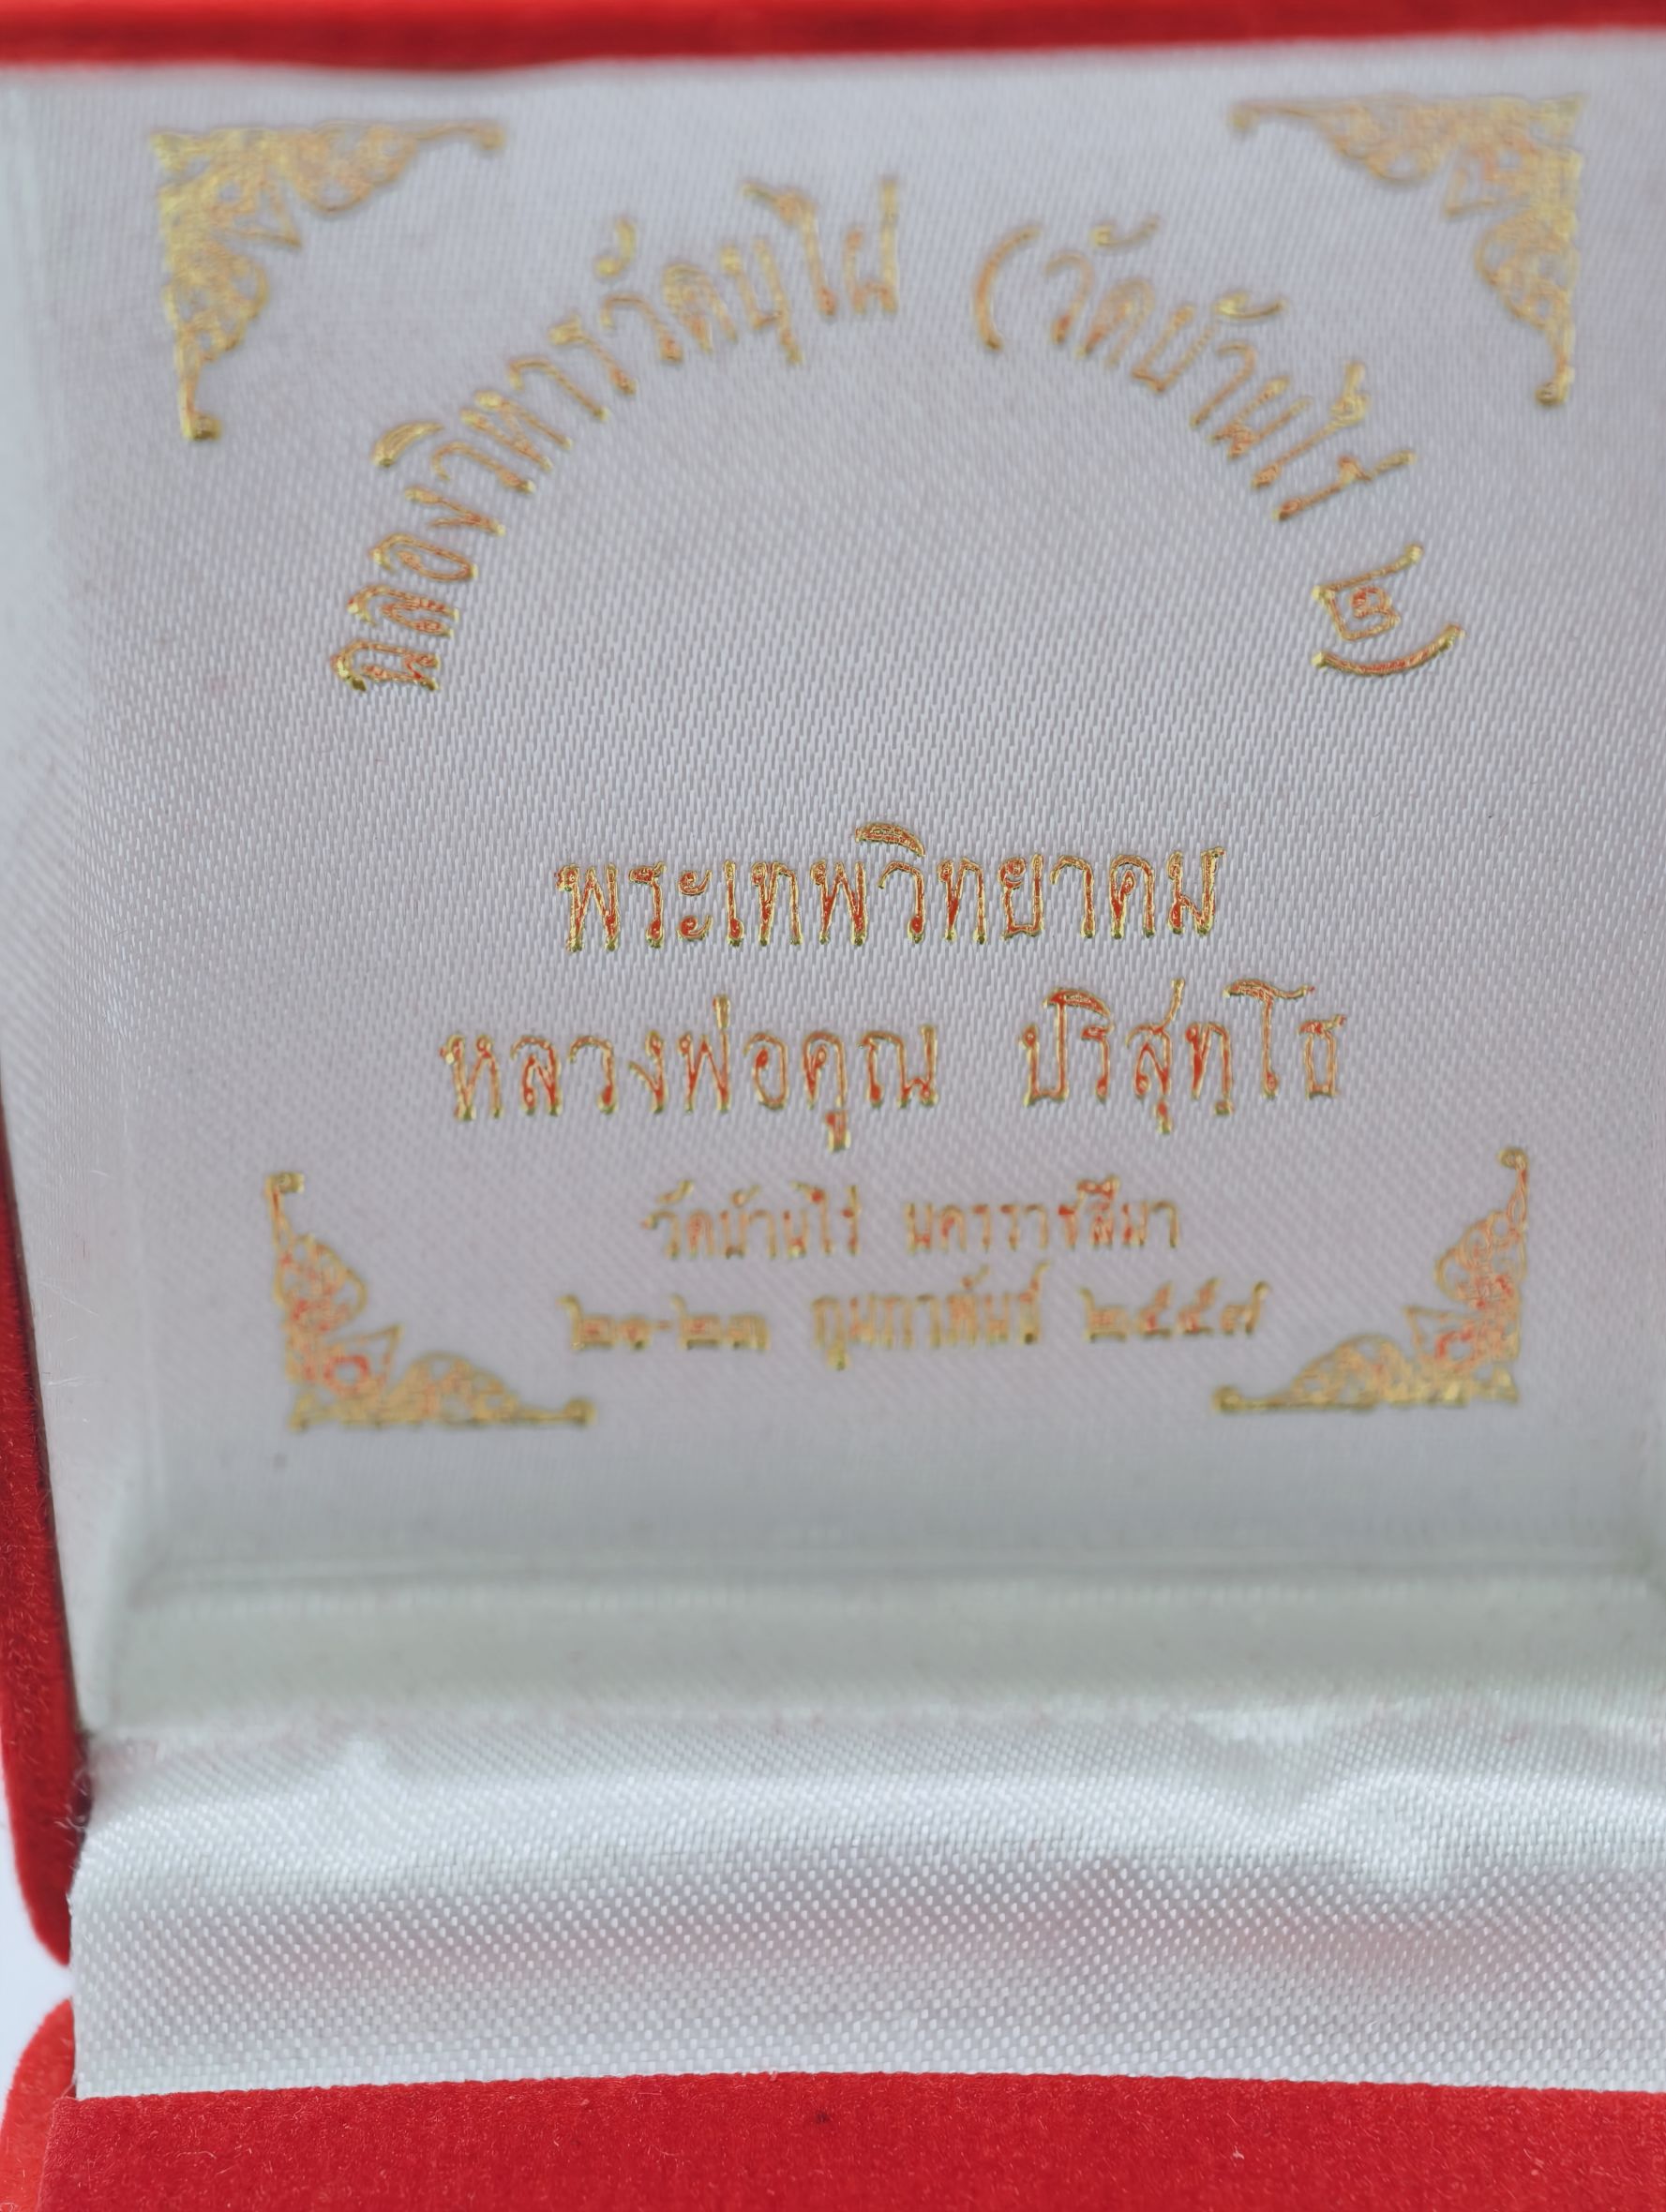 ฉลองวิหารวัดบุไผ่ (วัดบ้านไร่ ๒)
พระเทพวิทยาคม
หลวงพ่อคูณ ปริสุทฺโธ
วัดบ้านไร่ นครราชสีมา
๒๑-๒๓ กุมภาพันธ์ ๒๕๕๗